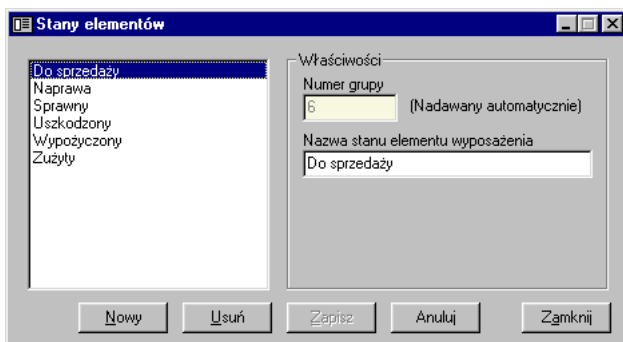 Stany elementów
Do sprzedaży
Naprawa
Sprawny
Uszkodzony
Wypożyczony
Zużyty
Właściwości
Numer grupy
6 (Nadawany automatycznie)
Nazwa stanu elementu wyposażenia
Do sprzedaży
Nowy Usuń Zapisz Anuluj Zamknij